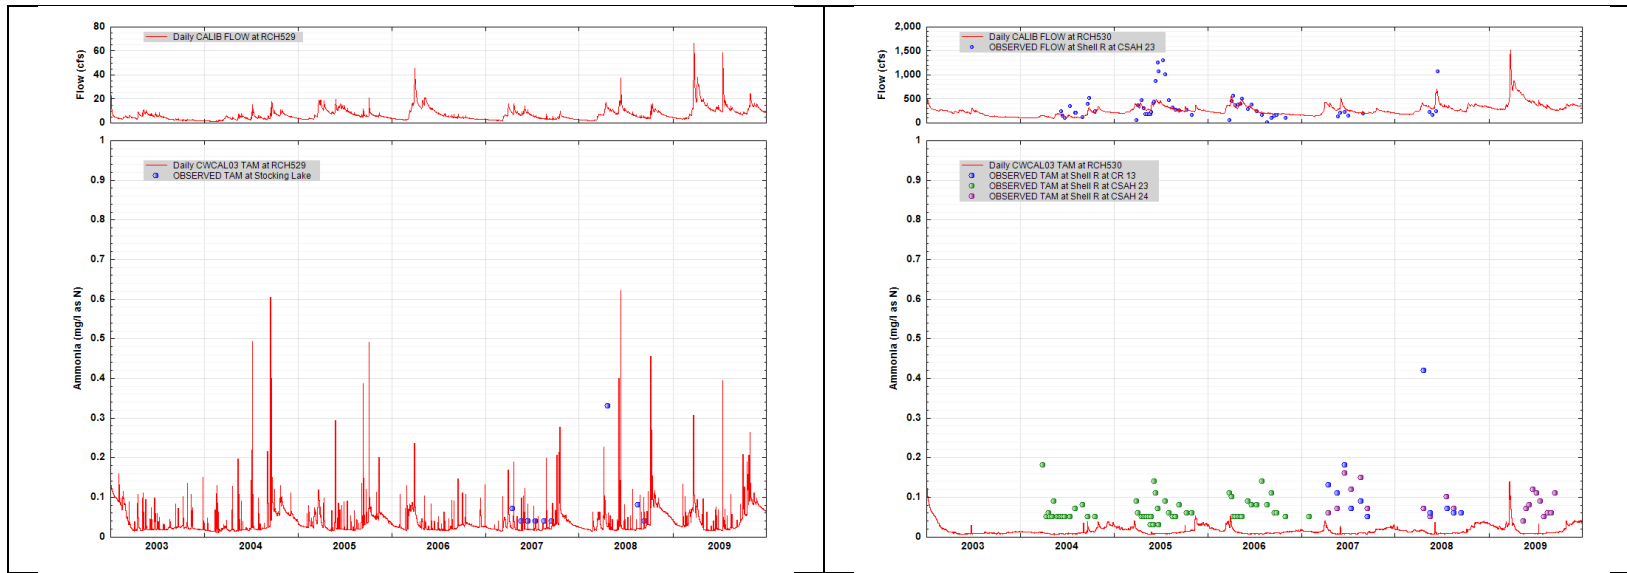 80
60
40
20
0
Flow (cfs)
Daily CALIB FLOW at RCH529
1
0.9
0.8
0.7
0.6
0.5
0.4
0.3
0.2
0.1
0
Ammonia (mg/l as N)
Daily CWCAL03 TAM at RCH529
OBSERVED TAM at Stocking Lake
2003 2004 2005 2006 2007 2008 2009
2,000
1,500
1,000
500
0
Flow (cfs)
Daily CALIB FLOW at RCH530
OBSERVED FLOW at Shell R at CSAH 23
1
0.9
0.8
0.7
0.6
0.5
0.4
0.3
0.2
0.1
0
Ammonia (mg/l as N)
Daily CWCAL03 TAM at RCH530
OBSERVED TAM at Shell R at CR 13
OBSERVED TAM at Shell R at CSAH 23
OBSERVED TAM at Shell R at CSAH 24
2003 2004 2005 2006 2007 2008 2009